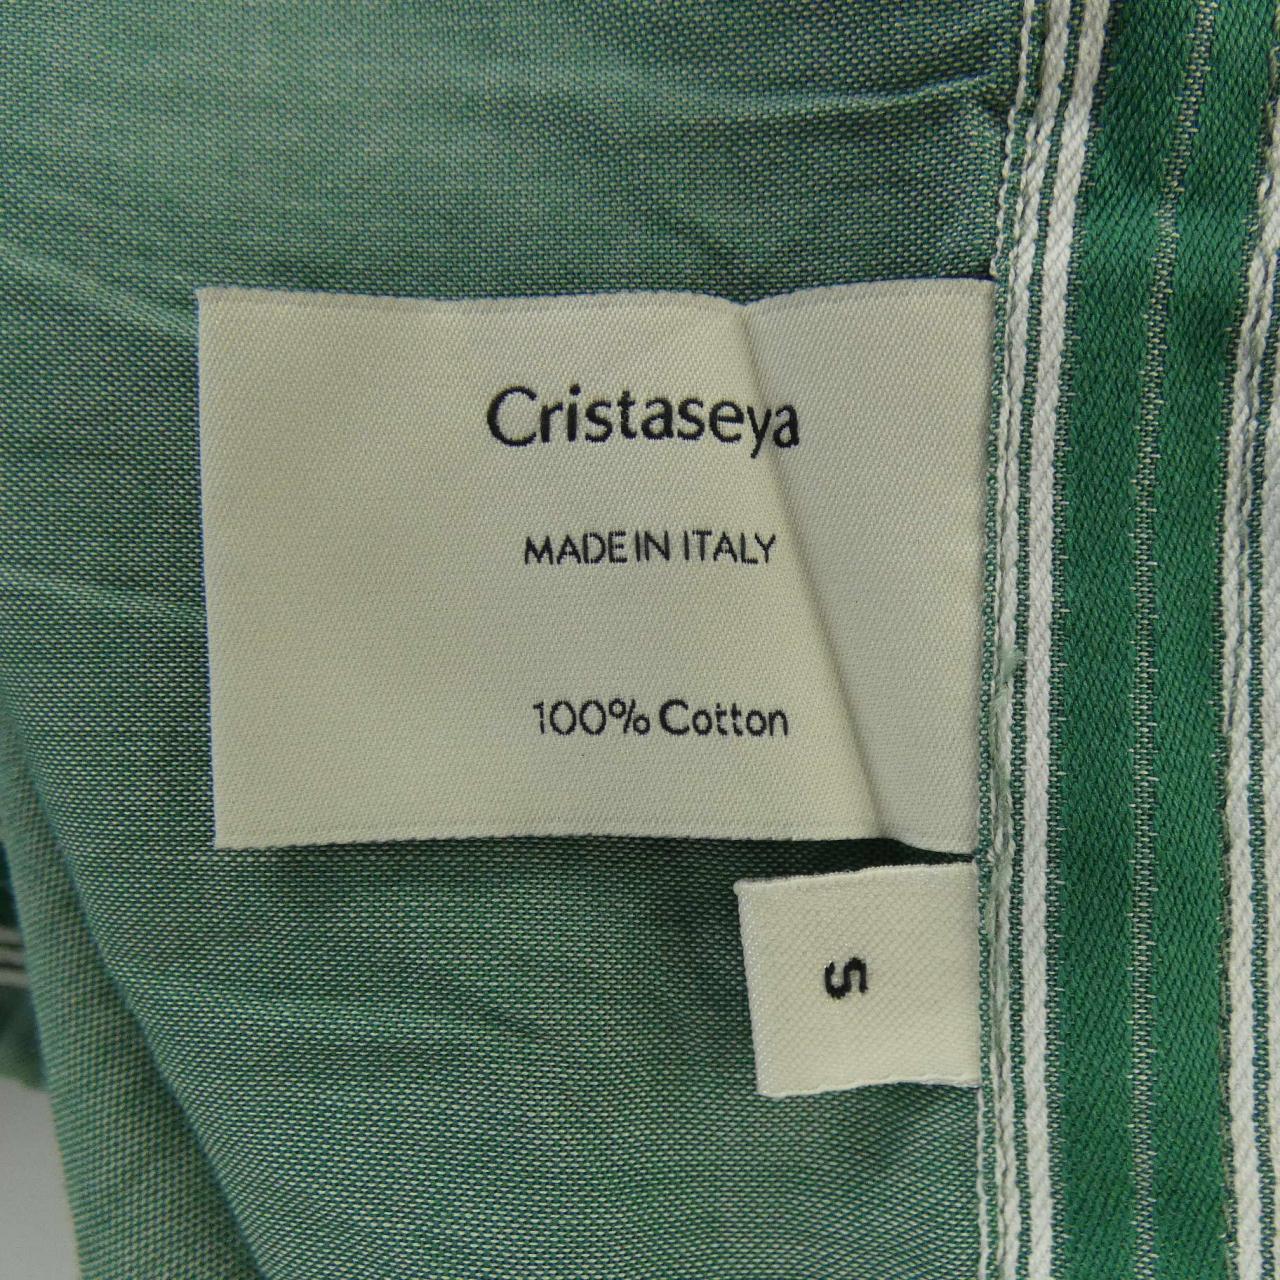 Cristaseya
MADE IN ITALY
100% Cotton
S